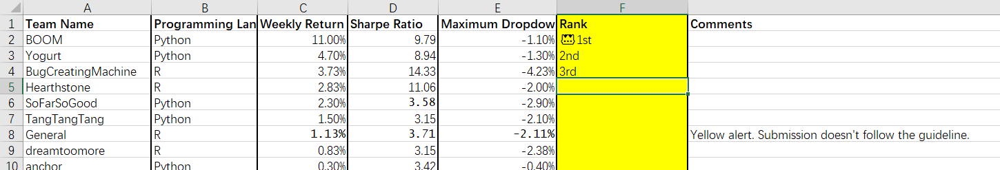 A B C D E F G
1 Team Name Programming Lan Weekly Return Sharpe Ratio Maximum Dropdow Rank Comments
2 BOOM Python 11.00% 9.79 -1.10% 1st
3 Yogurt Python 4.70% 8.94 -1.30% 2nd
4 BugCreatingMachine R 3.73% 14.33 -4.23% 3rd
5 Hearthstone R 2.83% 11.06 -2.00%
6 SoFarSoGood Python 2.30% 3.58 -2.90%
7 TangTangTang Python 1.50% 3.15 -2.10%
8 General R 1.13% 3.71 -2.11% Yellow alert. Submission doesn't follow the guideline.
9 dreamtoomore R 0.83% 3.15 -2.38%
10 anchor Python 0.30% 3.42 -0.40%